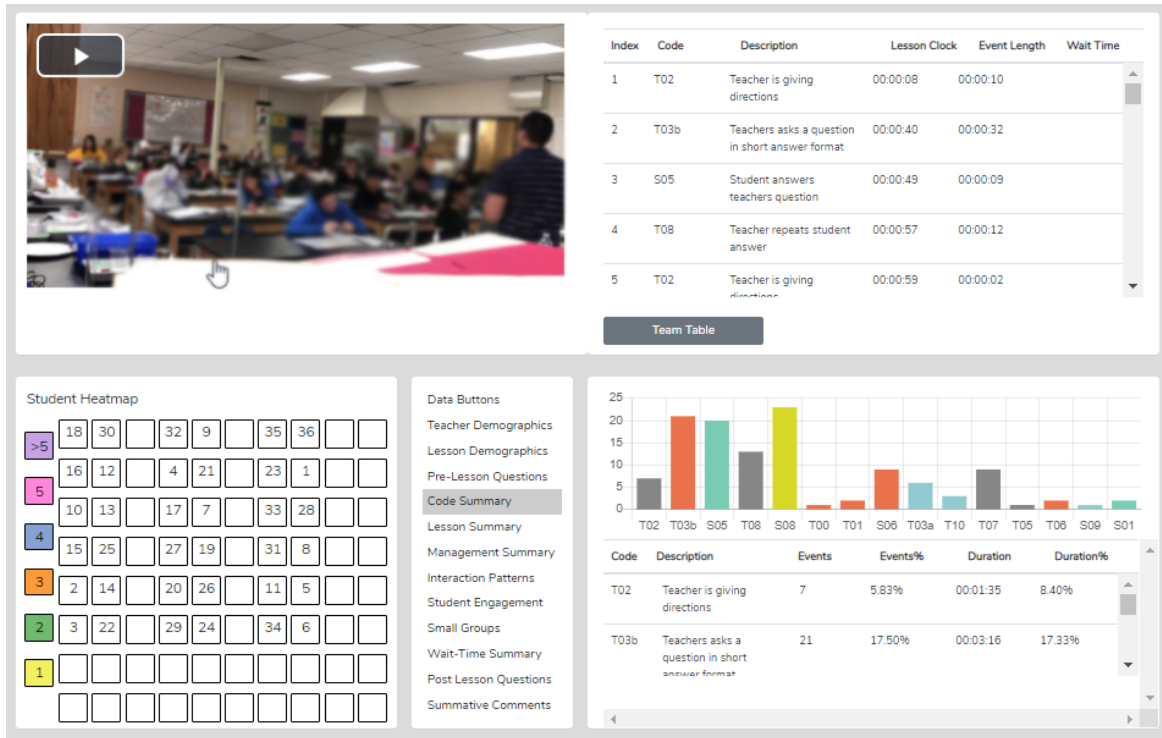 Index Code Description Lesson Clock Event Length Wait Time
1 T02 Teacher is giving directions 00:00:08 00:00:10
2 T03b Teachers asks a question in short answer format 00:00:40 00:00:32
3 S05 Student answers teachers question 00:00:49 00:00:09
4 T08 Teacher repeats student answer 00:00:57 00:00:12
5 T02 Teacher is giving directions 00:00:59 00:00:02
Team Table
Student Heatmap
>5
5
4
3
2
1
18 30 32 9 35 36
16 12 4 21 23 1
10 13 17 7 33 28
15 25 27 19 31 8
2 14 20 26 11 5
3 22 29 24 34 6
Data Buttons
Teacher Demographics
Lesson Demographics
Pre-Lesson Questions
Code Summary
Lesson Summary
Management Summary
Interaction Patterns
Student Engagement
Small Groups
Wait-Time Summary
Post Lesson Questions
Summative Comments
25
20
15
10
5
0
T02 T03b S05 T08 S08 T00 T01 S06 T03a T10 T07 T05 T06 S09 S01
Code Description Events Events% Duration Duration%
T02 Teacher is giving directions 7 5.83% 00:01:35 8.40%
T03b Teachers asks a question in short answer format 21 17.50% 00:03:16 17.33%